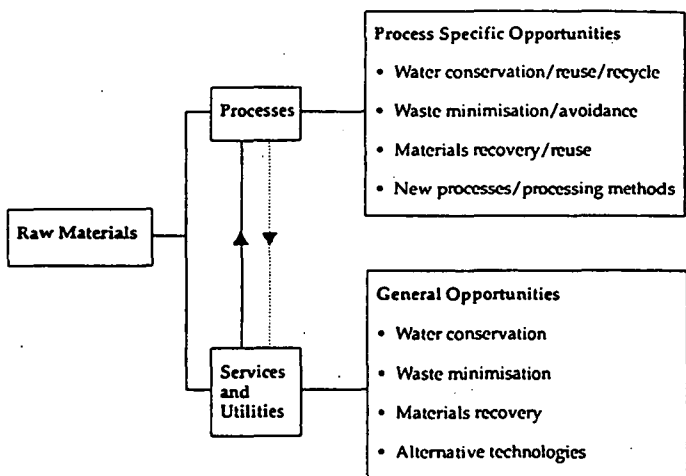 Process Specific Opportunities
• Water conservation/reuse/recycle
• Waste minimisation/avoidance
• Materials recovery/reuse
• New processes/processing methods
Processes
Raw Materials
General Opportunities
• Water conservation
• Waste minimisation
• Materials recovery
• Alternative technologies
Services
and
Utilities